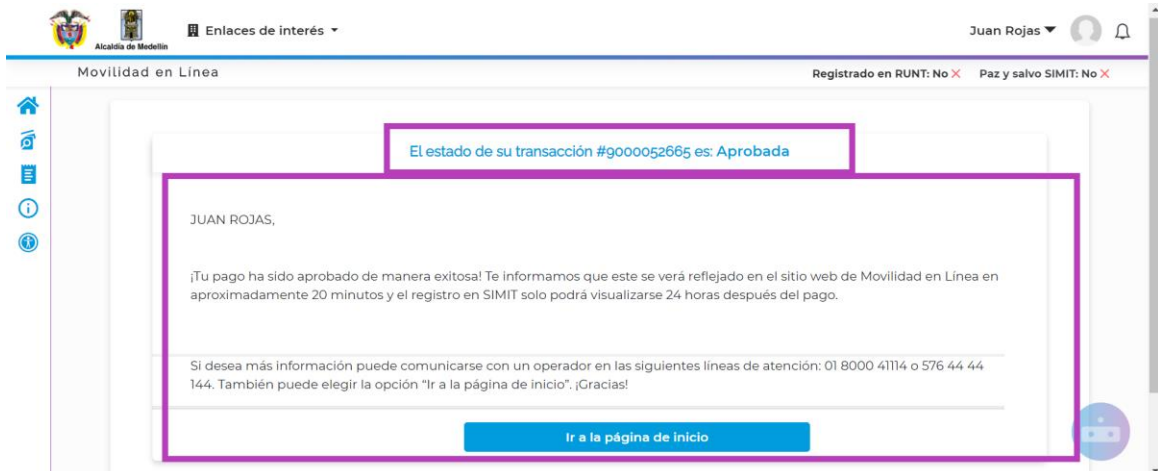 Alcaldía de Medellín
Enlaces de interés
Juan Rojas
Movilidad en Línea
Registrado en RUNT: No
Paz y salvo SIMIT: No
El estado de su transacción #9000052665 es: Aprobada
JUAN ROJAS,
¡Tu pago ha sido aprobado de manera exitosa! Te informamos que este se verá reflejado en el sitio web de Movilidad en Línea en
aproximadamente 20 minutos y el registro en SIMIT solo podrá visualizarse 24 horas después del pago.
Si desea más información puede comunicarse con un operador en las siguientes líneas de atención: 01 8000 41114 o 576 44 44
144. También puede elegir la opción “Ir a la página de inicio”. ¡Gracias!
Ir a la página de inicio